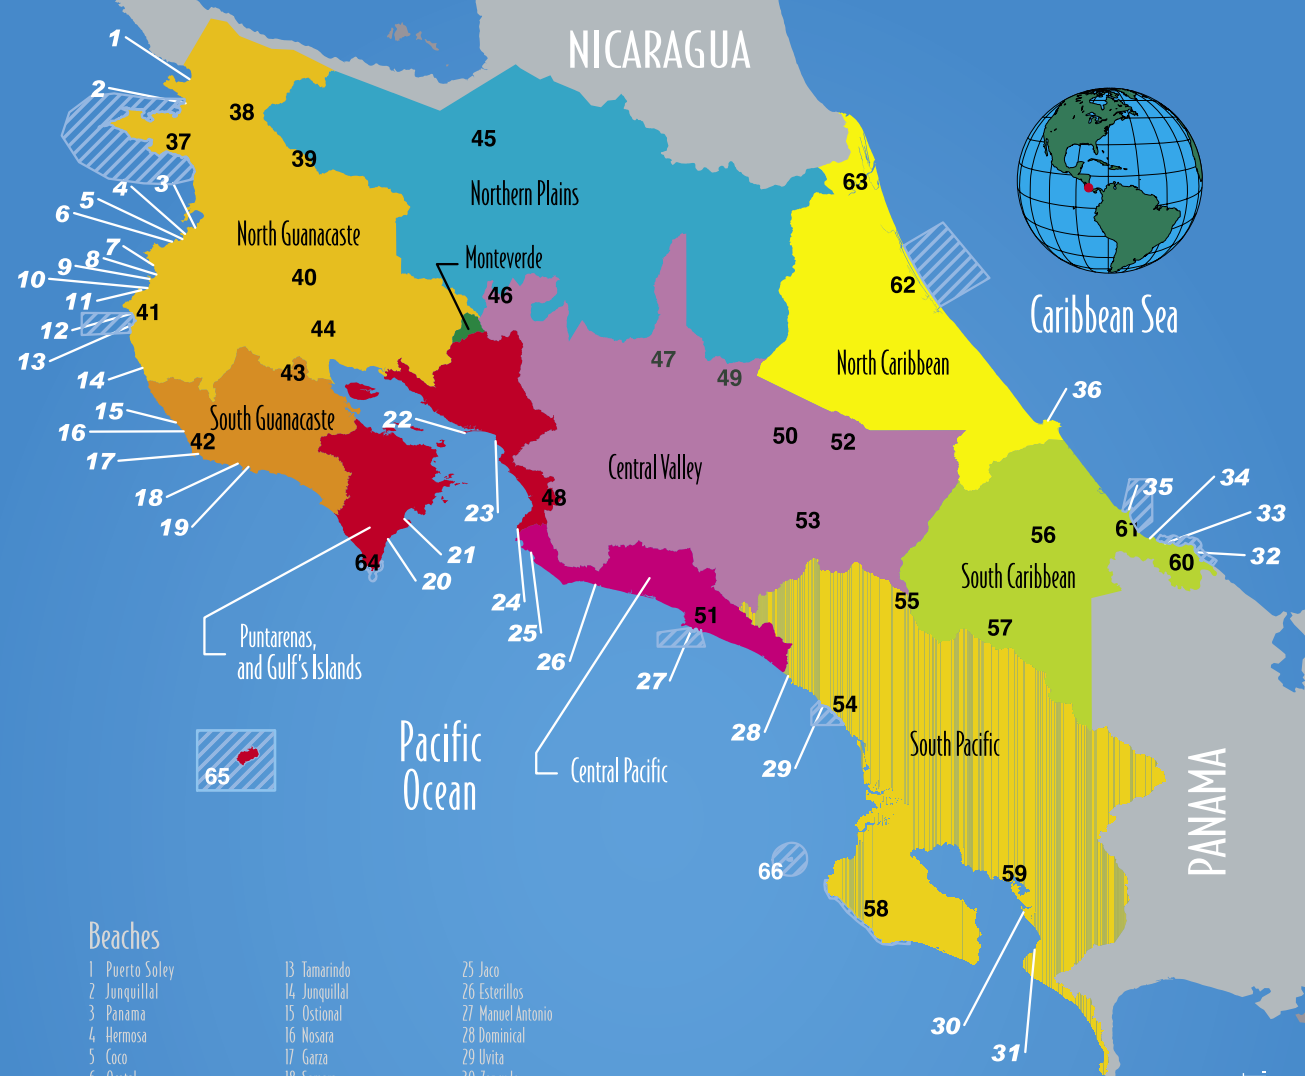 NICARAGUA
1
2
38
37
45
39
3
4
5
6
63
Northern Plains
North Guanacaste
7
8
9
10
Monteverde
40
46
62
11
41
12
Caribbean Sea
44
13
47
49
North Caribbean
14
43
36
15
South Guanacaste
22
16
42
50
52
17
Central Valley
18
19
23
48
34
35
33
53
61
56
32
21
64
20
60
South Caribbean
24
55
51
57
25
Puntarenas,
and Gulf's Islands
26
27
54
28
Pacific
Ocean
South Pacific
29
Central Pacific
65
PANAMA
66
59
58
30
31
Beaches
1 Puerto Soley
2 Junquillal
3 Panama
4 Hermosa
5 Coco
13 Tamarindo
14 Junquillal
15 Ostional
16 Nosara
17 Garza
25 Jaco
26 Esterillos
27 Manuel Antonio
28 Dominical
29 Uvita